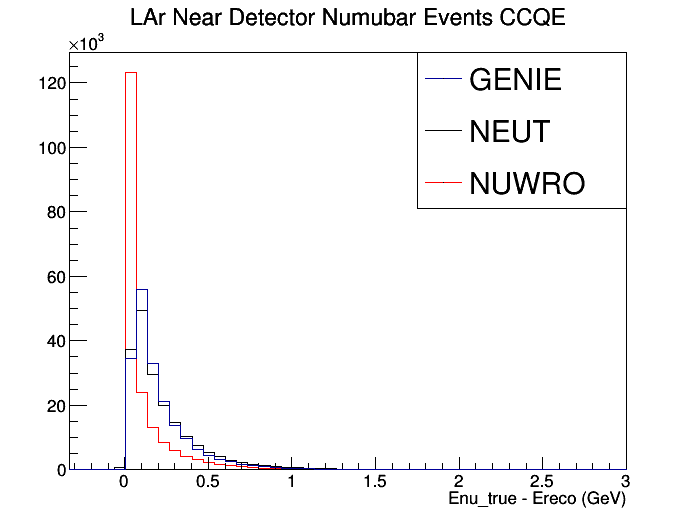 LAr Near Detector Numubar Events CCQE
×10³
GENIE
NEUT
NUWRO
120
100
80
60
40
20
0
0 0.5 1 1.5 2 2.5 3
Enu_true - Ereco (GeV)